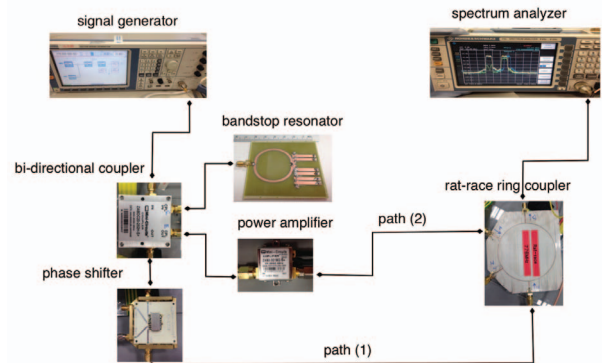 signal generator
spectrum analyzer
bandstop resonator
bi-directional coupler
rat-race ring coupler
power amplifier
path (2)
phase shifter
path (1)